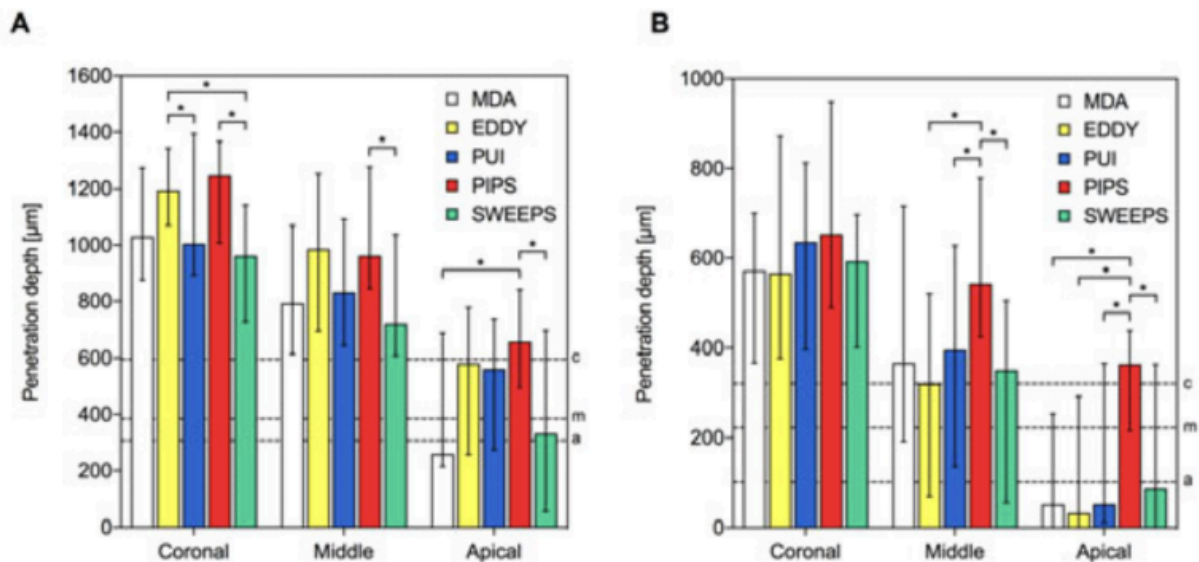 A
Penetration depth [µm]
1600
1400
1200
1000
800
600
400
200
0
*
*
*
*
*
*
MDA
EDDY
PUI
PIPS
SWEEPS
c
m
a
Coronal Middle Apical
B
Penetration depth [µm]
1000
800
600
400
200
0
*
*
*
*
*
*
*
MDA
EDDY
PUI
PIPS
SWEEPS
c
m
a
Coronal Middle Apical